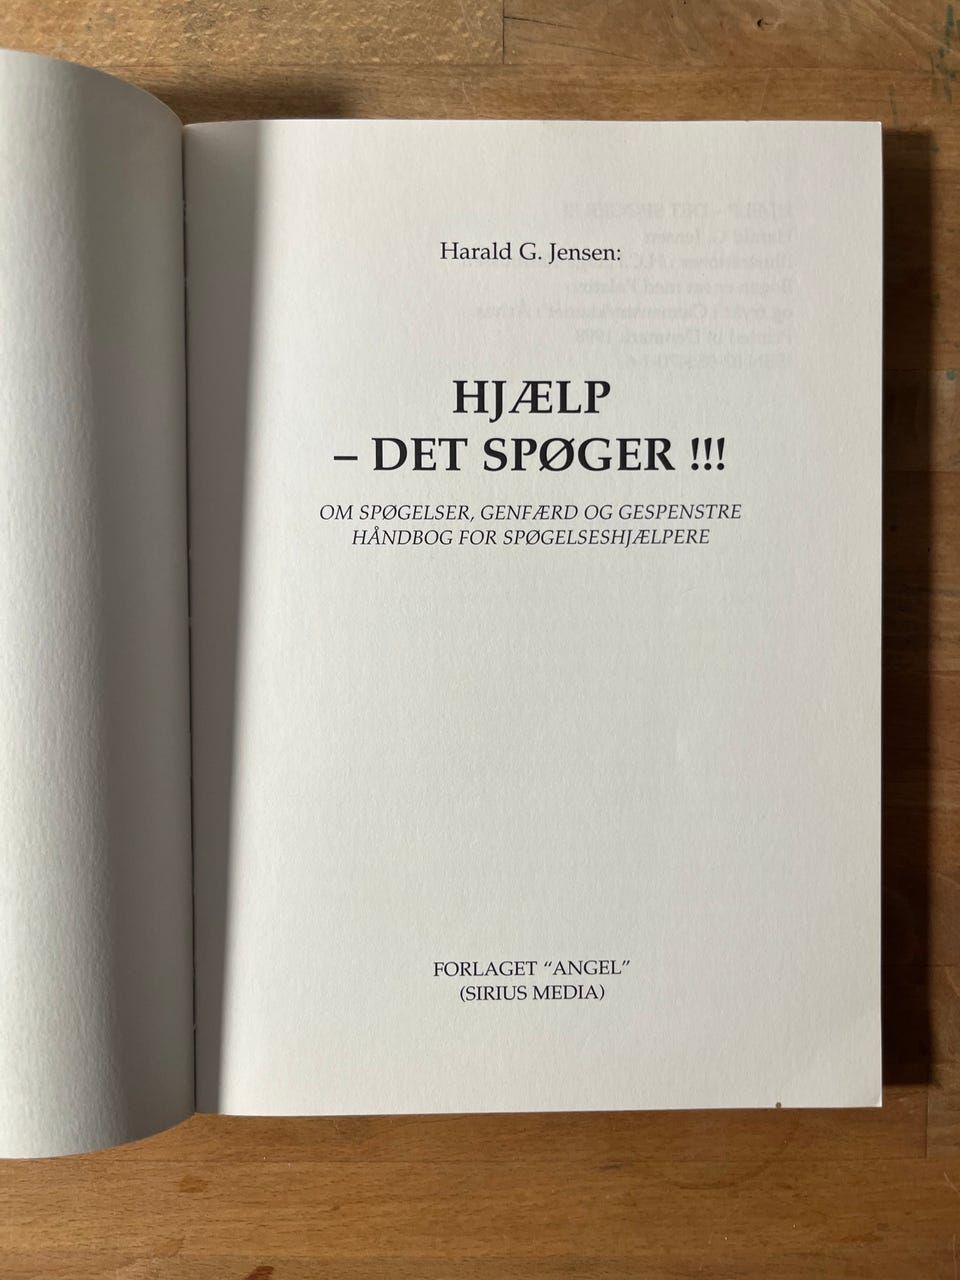 Harald G. Jensen:
HJÆLP
– DET SPØGER !!!
OM SPØGELSER, GENFÆRD OG GESPENSTRE
HÅNDBOG FOR SPØGELSESHJÆLPERE
FORLAGET “ANGEL”
(SIRIUS MEDIA)